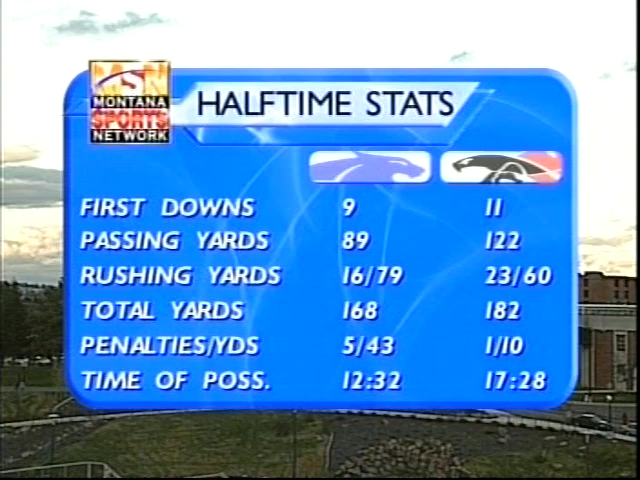 MSN
MONTANA
SPORTS
NETWORK
HALFTIME STATS
FIRST DOWNS 9 11
PASSING YARDS 89 122
RUSHING YARDS 16/79 23/60
TOTAL YARDS 168 182
PENALTIES/YDS 5/43 1/10
TIME OF POSS. 12:32 17:28